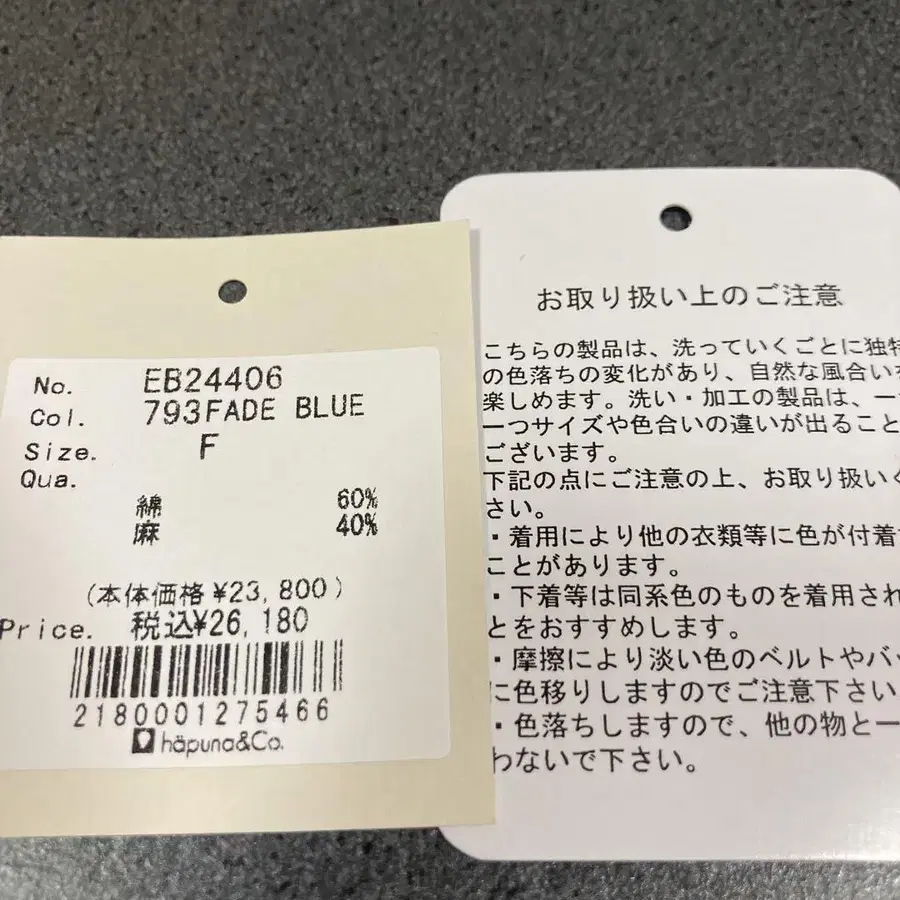 No. EB24406
Col. 793FADE BLUE
Size. F
Qua.
綿 60%
麻 40%
(本体価格 ¥23,800)
Price. 税込¥26,180
2180001275466
häpuna&Co.
お取り扱い上のご注意
こちらの製品は、洗っていくごとに独特
の色落ちの変化があり、自然な風合いを
楽しめます。洗い・加工の製品は、一
一つサイズや色合いの違いが出ること
ございます。
下記の点にご注意の上、お取り扱いく
さい。
・着用により他の衣類等に色が付着
ことがあります。
・下着等は同系色のものを着用され
とをおすすめします。
・摩擦により淡い色のベルトやバッ
に色移りしますのでご注意下さい
・色落ちしますので、他の物と一
わないで下さい。